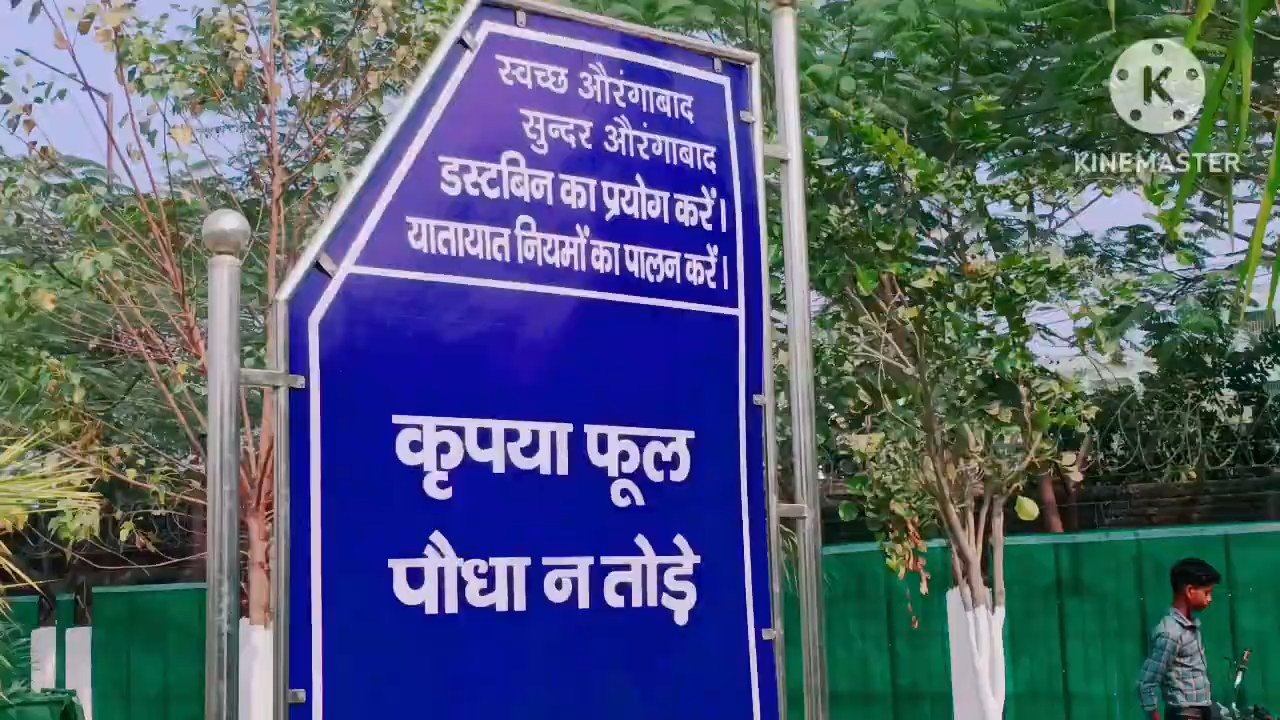 स्वच्छ औरंगाबाद
सुन्दर औरंगाबाद
डस्टबिन का प्रयोग करें।
यातायात नियमों का पालन करें।
कृपया फूल
पौधा न तोड़े
K
KINEMASTER